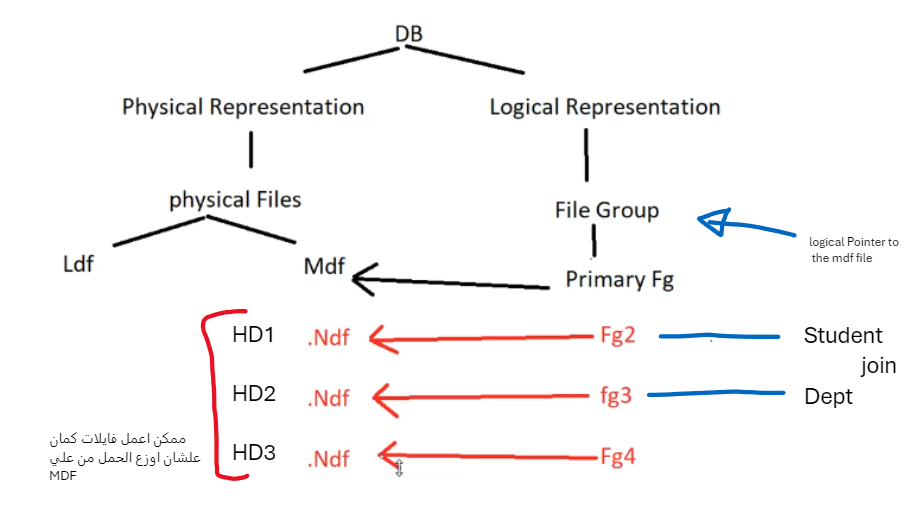 DB
Physical Representation
Logical Representation
physical Files
File Group
logical Pointer to
the mdf file
Ldf
Mdf
Primary Fg
HD1 .Ndf Fg2 Student
join
HD2 .Ndf fg3 Dept
HD3 .Ndf Fg4
ممكن اعمل فايلات كمان
علشان اوزع الحمل من علي
MDF